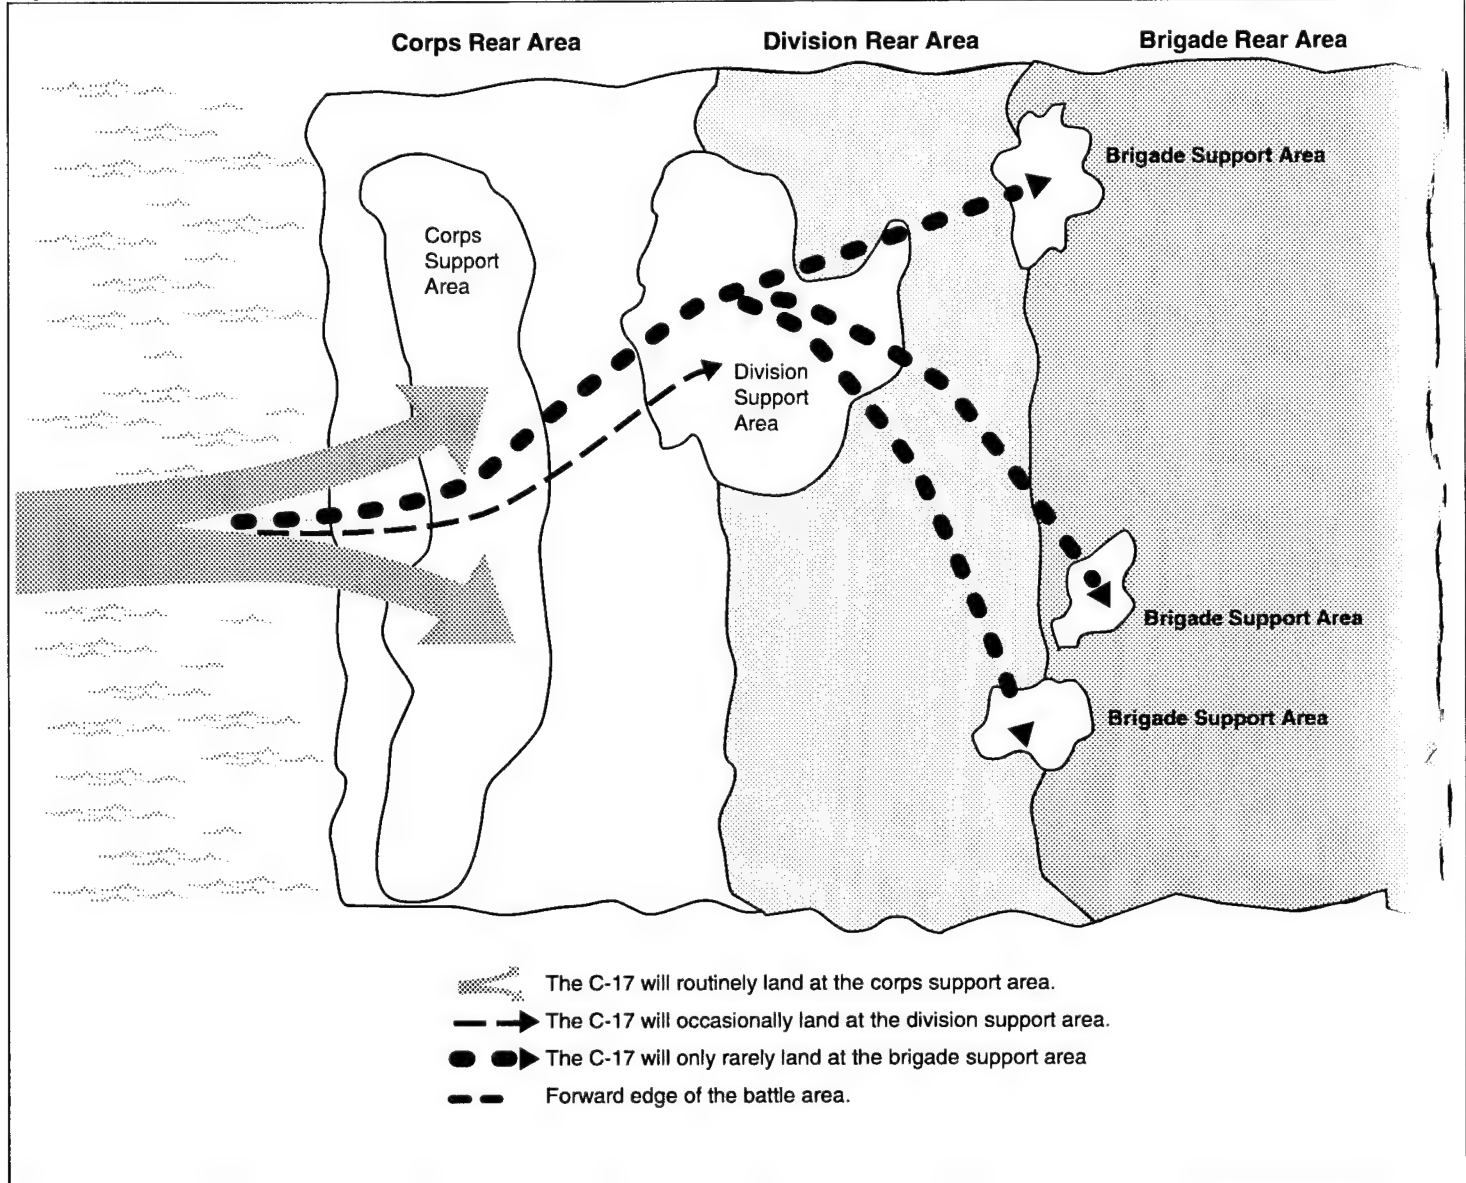 Corps Rear Area
Division Rear Area
Brigade Rear Area
Brigade Support Area
Corps
Support
Area
Division
Support
Area
Brigade Support Area
Brigade Support Area
The C-17 will routinely land at the corps support area.
The C-17 will occasionally land at the division support area.
The C-17 will only rarely land at the brigade support area
Forward edge of the battle area.